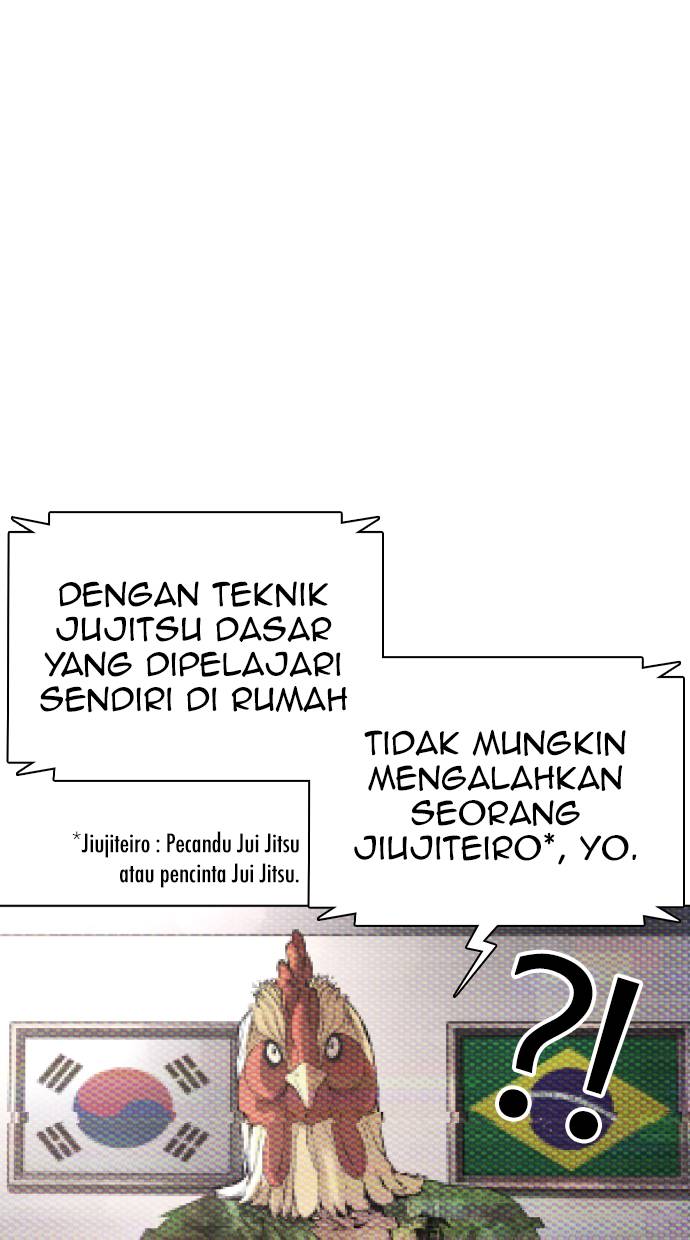 DENGAN TEKNIK
JUJITSU DASAR
YANG DIPELAJARI
SENDIRI DI RUMAH
TIDAK MUNGKIN
MENGALAHKAN
SEORANG
JIUJITEIRO*, YO.
*Jiujiteiro : Pecandu Jui Jitsu
atau pencinta Jui Jitsu.
?!